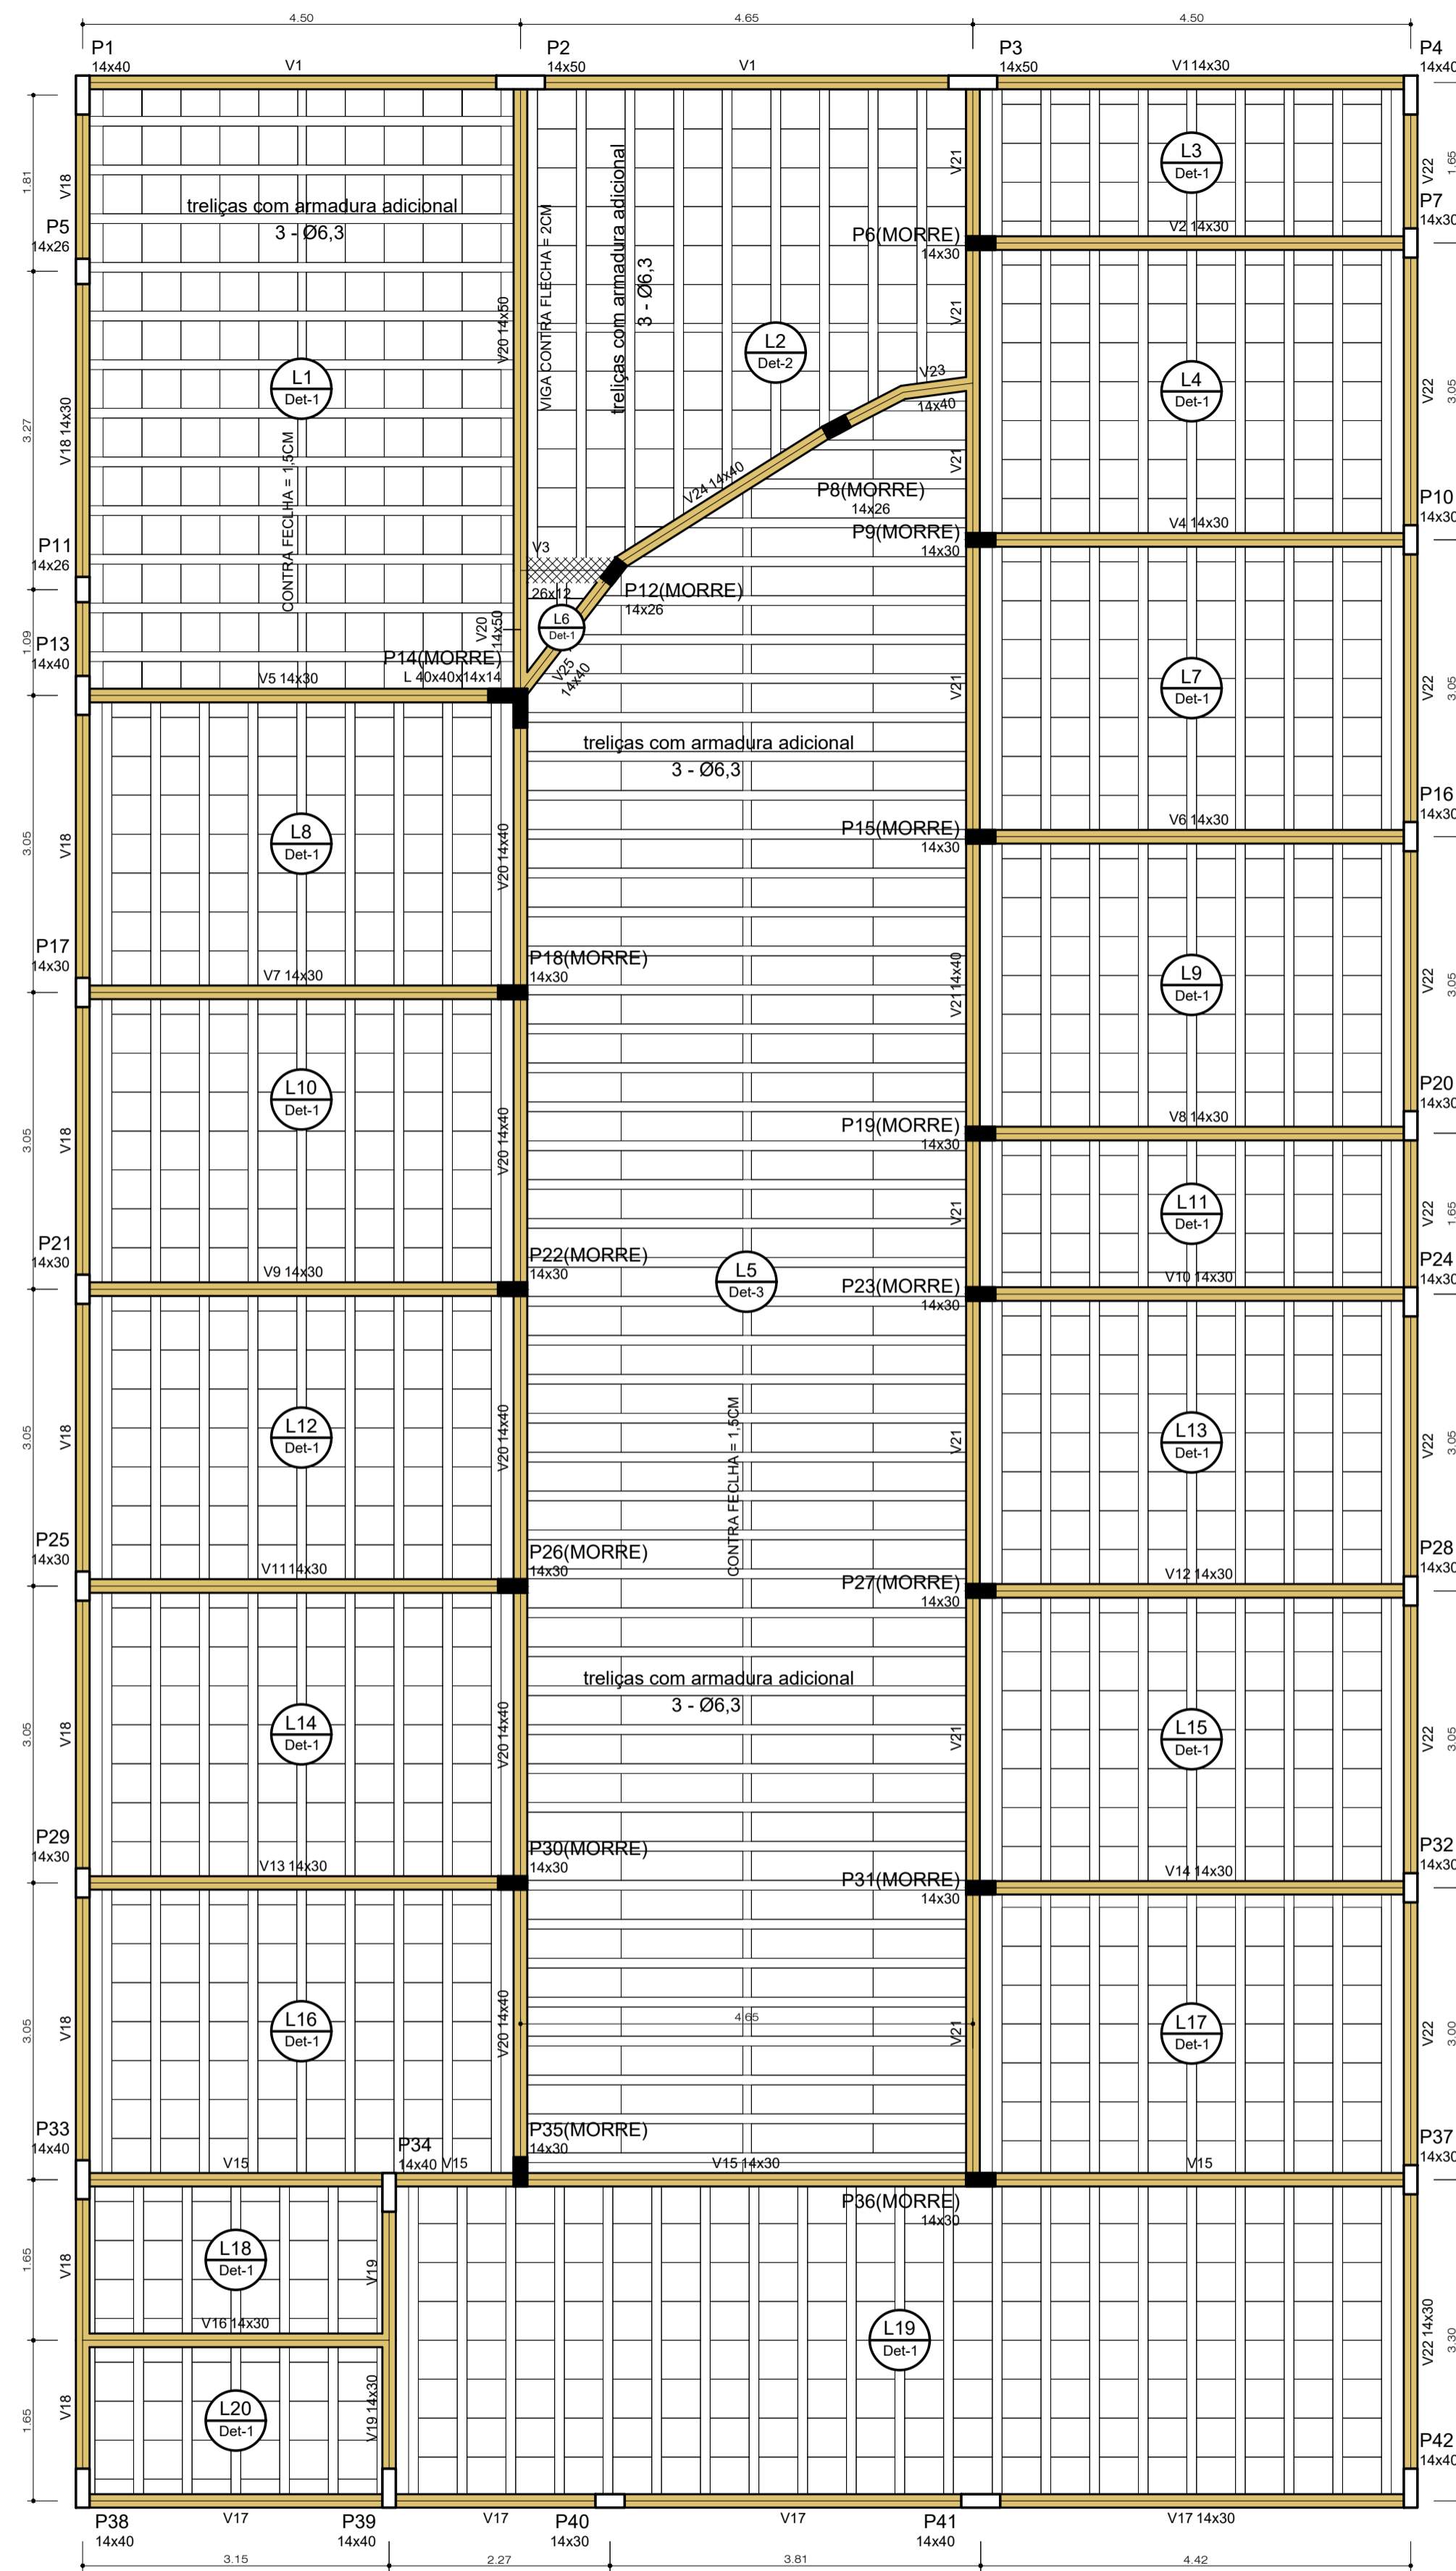 4.50
4.65
4.50
P1
14x40
V1
P2
14x50
V1
P3
14x50
V114x30
P4
14x40
1.81
V18
treliças com armadura adicional
3 - Ø6,3
VIGA CONTRA FLECHA = 2CM
treliças com armadura adicional
3 - Ø6,3
V21
L3
Det-1
V22
1.65
P5
14x26
P6(MORRE)
14x30
V2 14x30
P7
14x30
V20 14x50
V21
L1
Det-1
L2
Det-2
V23
14x40
L4
Det-1
V22
3.05
3.27
V18 14x30
CONTRA FECLHA = 1,5CM
V24 14x40
V21
P8(MORRE)
14x26
P9(MORRE)
14x30
V4 14x30
P10
14x30
P11
14x26
V3
26x12
P12(MORRE)
14x26
L6
Det-1
V20
14x50
V25
14x40
1.09
P13
14x40
P14(MORRE)
L 40x40x14x14
V5 14x30
V21
L7
Det-1
V22
3.05
treliças com armadura adicional
3 - Ø6,3
3.05
V18
L8
Det-1
V20 14x40
P15(MORRE)
14x30
V6 14x30
P16
14x30
P17
14x30
V7 14x30
P18(MORRE)
14x30
V2114x40
L9
Det-1
V22
3.05
3.05
V18
L10
Det-1
V20 14x40
P19(MORRE)
14x30
V8 14x30
P20
14x30
V21
L11
Det-1
V22
1.65
P21
14x30
V9 14x30
P22(MORRE)
14x30
L5
Det-3
P23(MORRE)
14x30
V10 14x30
P24
14x30
3.05
V18
L12
Det-1
V20 14x40
CONTRA FECLHA = 1,5CM
V21
L13
Det-1
V22
3.05
P25
14x30
V1114x30
P26(MORRE)
14x30
P27(MORRE)
14x30
V12 14x30
P28
14x30
treliças com armadura adicional
3 - Ø6,3
3.05
V18
L14
Det-1
V20 14x40
V21
L15
Det-1
V22
3.05
P29
14x30
V13 14x30
P30(MORRE)
14x30
P31(MORRE)
14x30
V14 14x30
P32
14x30
3.05
V18
L16
Det-1
V20 14x40
4.65
V21
L17
Det-1
V22
3.00
P33
14x40
V15
P34
14x40
V15
P35(MORRE)
14x30
V15 14x30
P36(MORRE)
14x30
V15
P37
14x30
1.65
V18
L18
Det-1
V19
V16 14x30
L19
Det-1
V22 14x30
3.30
1.65
V18
L20
Det-1
V19 14x30
P42
14x40
P38
14x40
V17
P39
14x40
V17
P40
14x30
V17
P41
14x40
V17 14x30
3.15
2.27
3.81
4.42